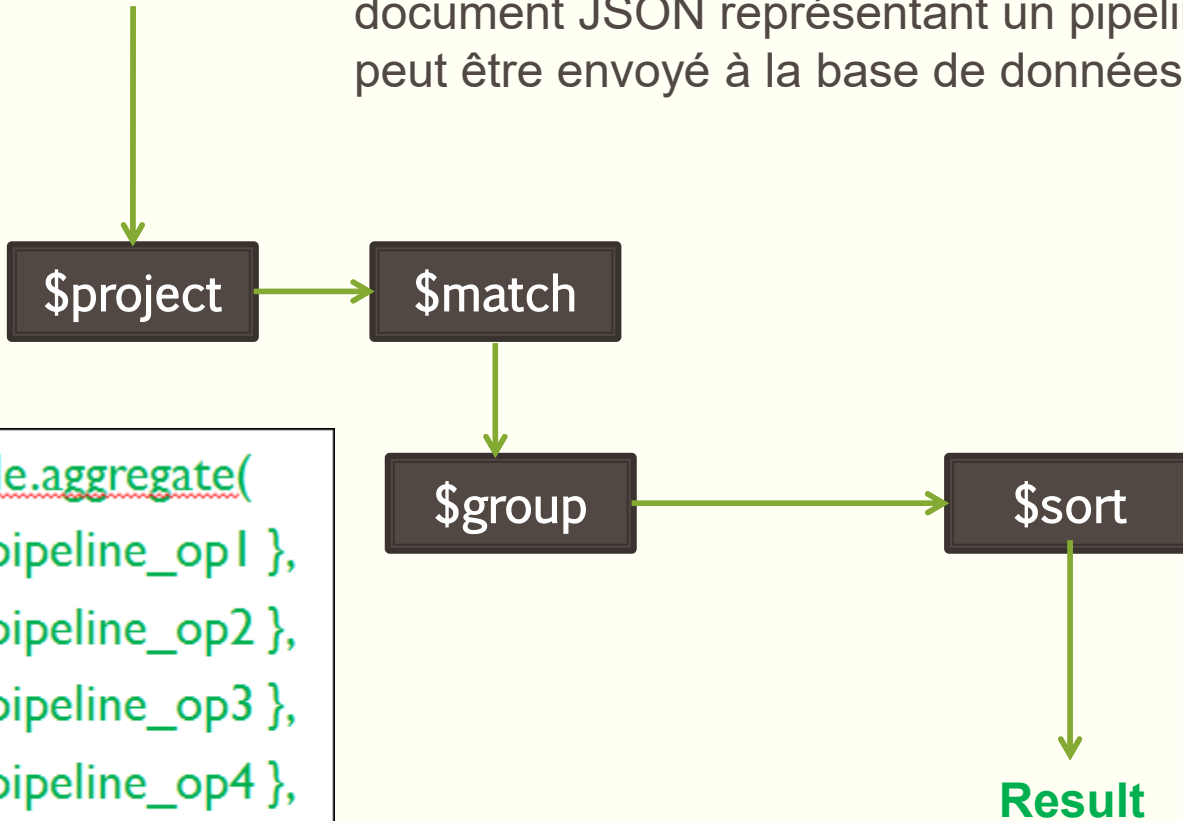 document JSON représentant un
peut être envoyé à la base de données
$project
$match
$group
$sort
le.aggregate(
pipeline_op1 },
pipeline_op2 },
pipeline_op3 },
pipeline_op4 },
Result